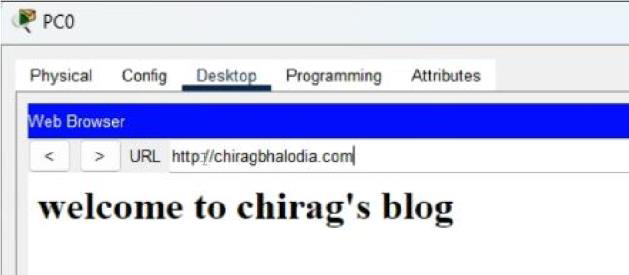 PC0
Physical Config Desktop Programming Attributes
Web Browser
< > URL http://chiragbhalodia.com
welcome to chirag's blog